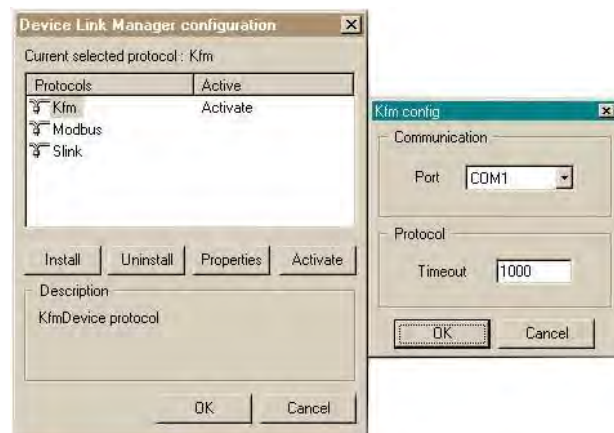 Device Link Manager configuration
Current selected protocol : Kfm
Protocols Active
Kfm Activate
Modbus
Slink
Install Uninstall Properties Activate
Description
KfmDevice protocol
OK Cancel
Kfm config
Communication
Port COM1
Protocol
Timeout 1000
OK Cancel